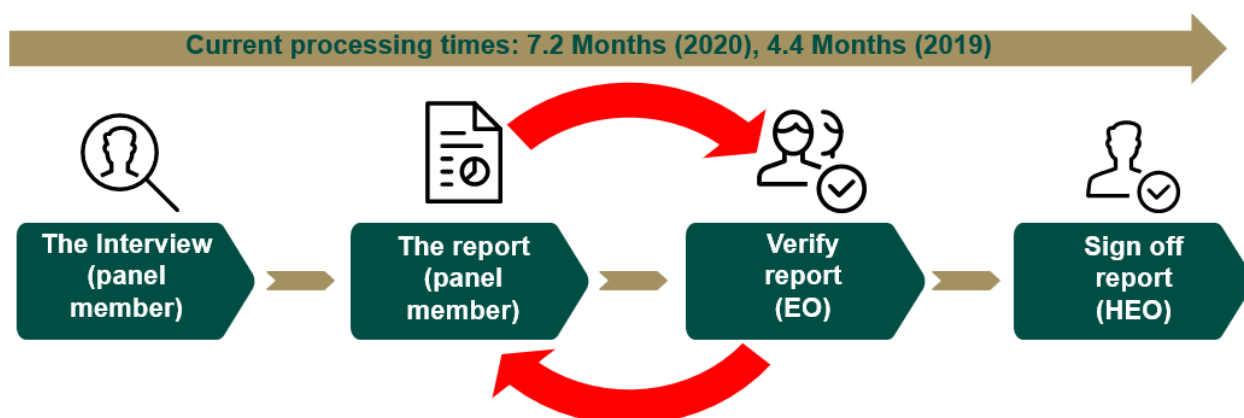 Current processing times: 7.2 Months (2020), 4.4 Months (2019)
The Interview
(panel
member)
The report
(panel
member)
Verify
report
(EO)
Sign off
report
(HEO)